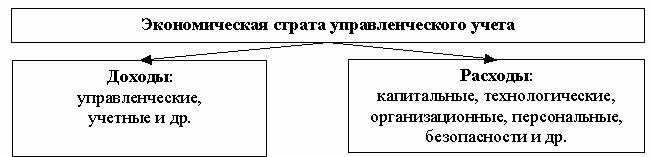 Экономическая страта управленческого учета
Доходы:
управленческие,
учетные и др.
Расходы:
капитальные, технологические,
организационные, персональные,
безопасности и др.